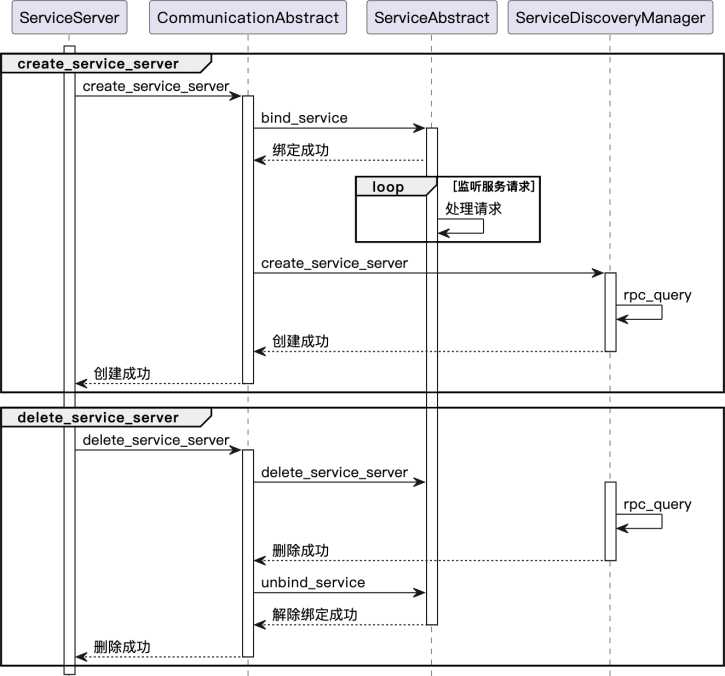 ServiceServer CommunicationAbstract ServiceAbstract ServiceDiscoveryManager
create_service_server
create_service_server
bind_service
绑定成功
loop [监听服务请求]
处理请求
create_service_server
rpc_query
创建成功
创建成功
delete_service_server
delete_service_server
delete_service_server
rpc_query
删除成功
unbind_service
解除绑定成功
删除成功